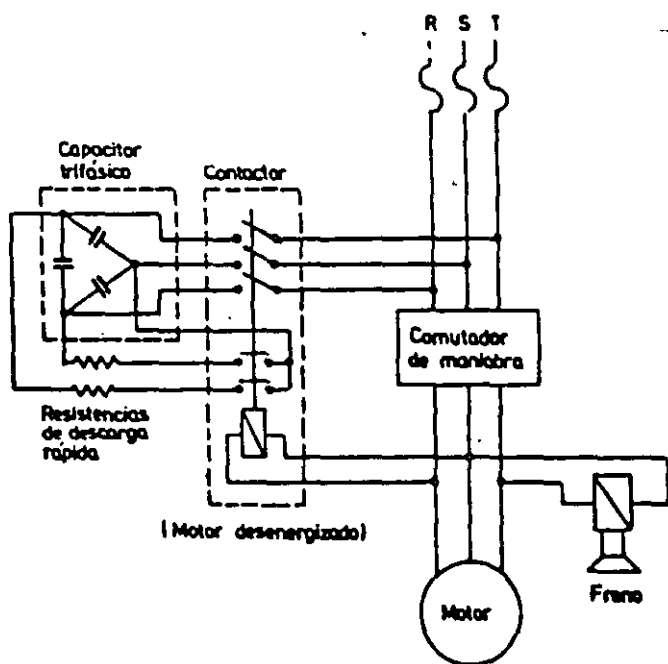 R S T
Capacitor
trifásico
Contactor
Comutador
de maniobra
Resistencias
de descarga
rápida
(Motor desenergizado)
Motor
Freno